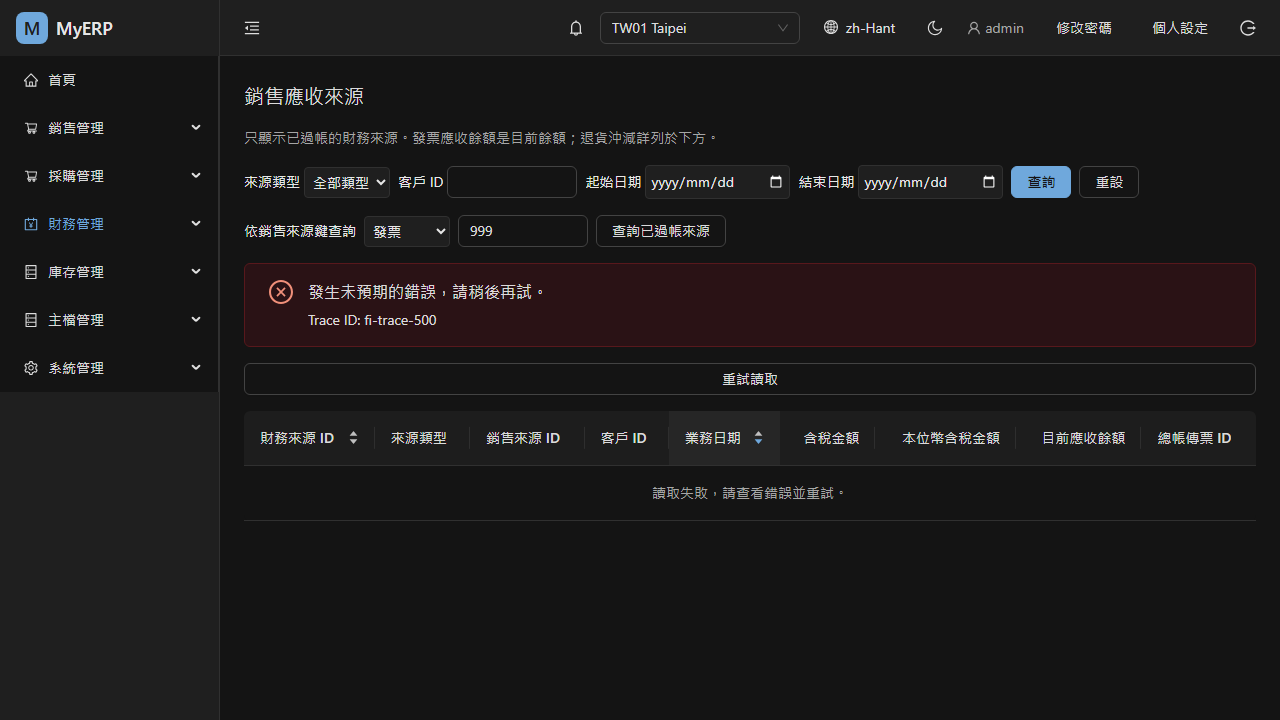 M MyERP
TW01 Taipei
zh-Hant
admin
修改密碼
個人設定
首頁
銷售管理
採購管理
財務管理
庫存管理
主檔管理
系統管理
銷售應收來源
只顯示已過帳的財務來源。發票應收餘額是目前餘額；退貨沖減詳列於下方。
來源類型 全部類型 客戶 ID 起始日期 yyyy/mm/dd 結束日期 yyyy/mm/dd 查詢 重設
依銷售來源鍵查詢 發票 999 查詢已過帳來源
發生未預期的錯誤，請稍後再試。
Trace ID: fi-trace-500
重試讀取
財務來源 ID 來源類型 銷售來源 ID 客戶 ID 業務日期 含稅金額 本位幣含稅金額 目前應收餘額 總帳傳票 ID
讀取失敗，請查看錯誤並重試。